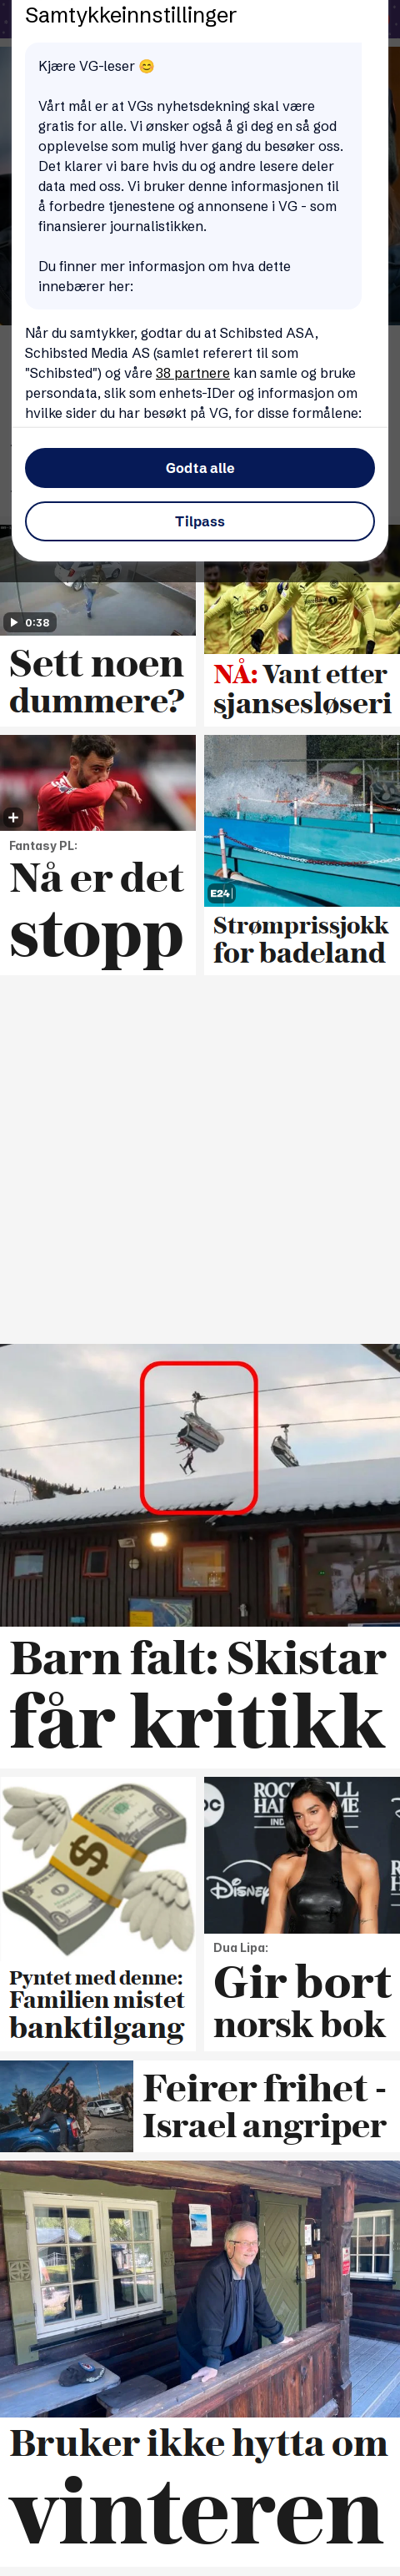 Samtykkeinnstillinger
Kjære VG-leser 😊
Vårt mål er at VGs nyhetsdekning skal være
gratis for alle. Vi ønsker også å gi deg en så god
opplevelse som mulig hver gang du besøker oss.
Det klarer vi bare hvis du og andre lesere deler
data med oss. Vi bruker denne informasjonen til
å forbedre tjenestene og annonsene i VG - som
finansierer journalistikken.
Du finner mer informasjon om hva dette
innebærer her:
Når du samtykker, godtar du at Schibsted ASA,
Schibsted Media AS (samlet referert til som
"Schibsted") og våre 38 partnere kan samle og bruke
persondata, slik som enhets-IDer og informasjon om
hvilke sider du har besøkt på VG, for disse formålene:
Godta alle
Tilpass
0:38
Sett noen
dummere?
NÅ: Vant etter
sjansesløseri
Fantasy PL:
Nå er det
stopp
E24
Strømprissjokk
for badeland
Barn falt: Skistar
får kritikk
Pyntet med denne:
Familien mistet
banktilgang
Disney
Dua Lipa:
Gir bort
norsk bok
Feirer frihet -
Israel angriper
Bruker ikke hytta om
vinteren